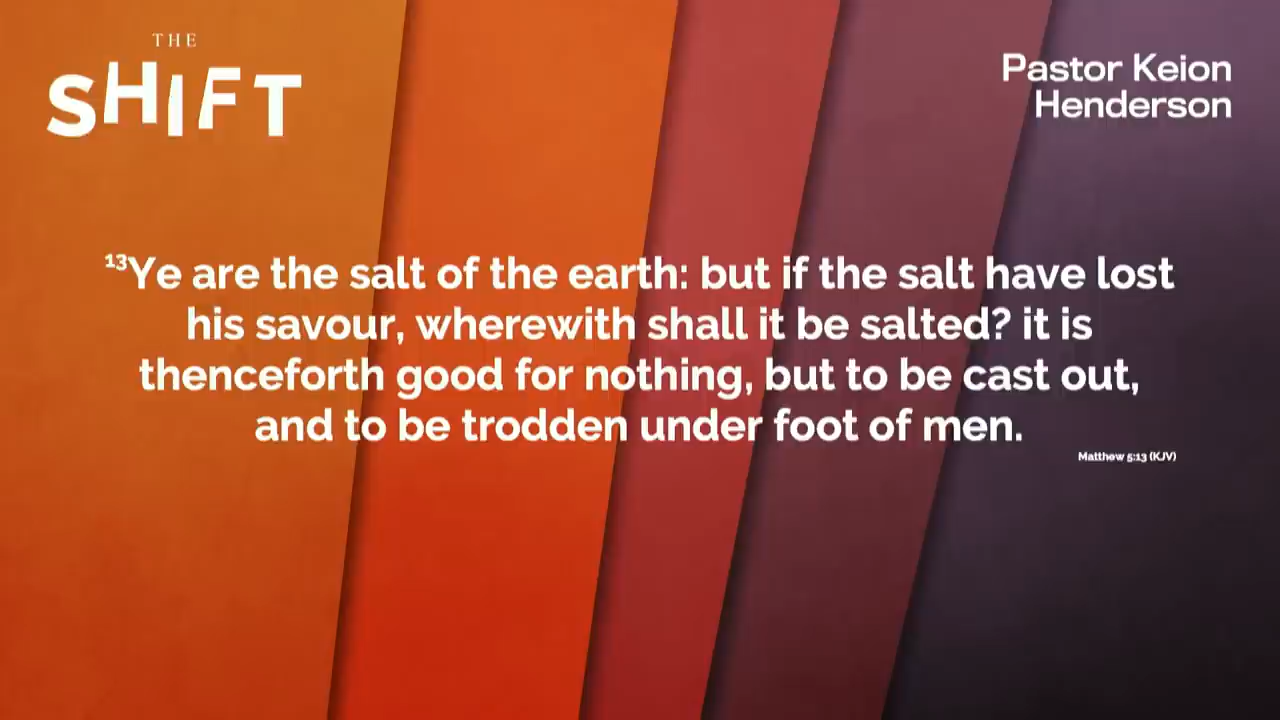 THE
SHIFT
Pastor Keion
Henderson
¹³Ye are the salt of the earth: but if the salt have lost
his savour, wherewith shall it be salted? it is
thenceforth good for nothing, but to be cast out,
and to be trodden under foot of men.
Matthew 5:13 (KJV)